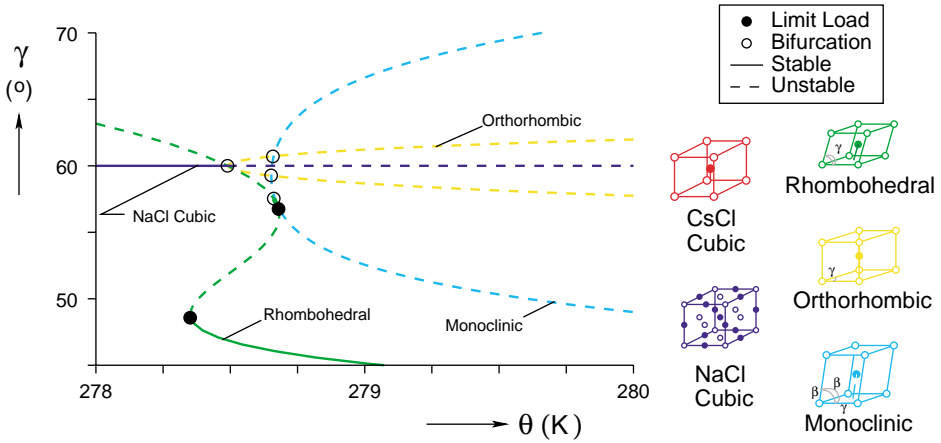 γ
(o)
70
60
50
278
279
280
θ (K)
NaCl Cubic
Orthorhombic
Rhombohedral
Monoclinic
Limit Load
Bifurcation
Stable
Unstable
CsCl
Cubic
γ
Rhombohedral
γ
Orthorhombic
NaCl
Cubic
β
β
γ
Monoclinic